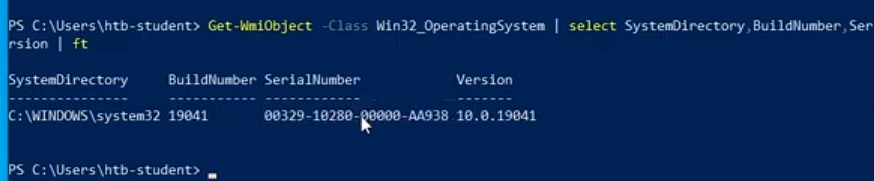 PS C:\Users\htb-student> Get-WmiObject -Class Win32_OperatingSystem | select SystemDirectory,BuildNumber,Ser
rsion | ft
SystemDirectory BuildNumber SerialNumber Version
--------------- ----------- ------------ -------
C:\WINDOWS\system32 19041 00329-10280-00000-AA938 10.0.19041
PS C:\Users\htb-student>